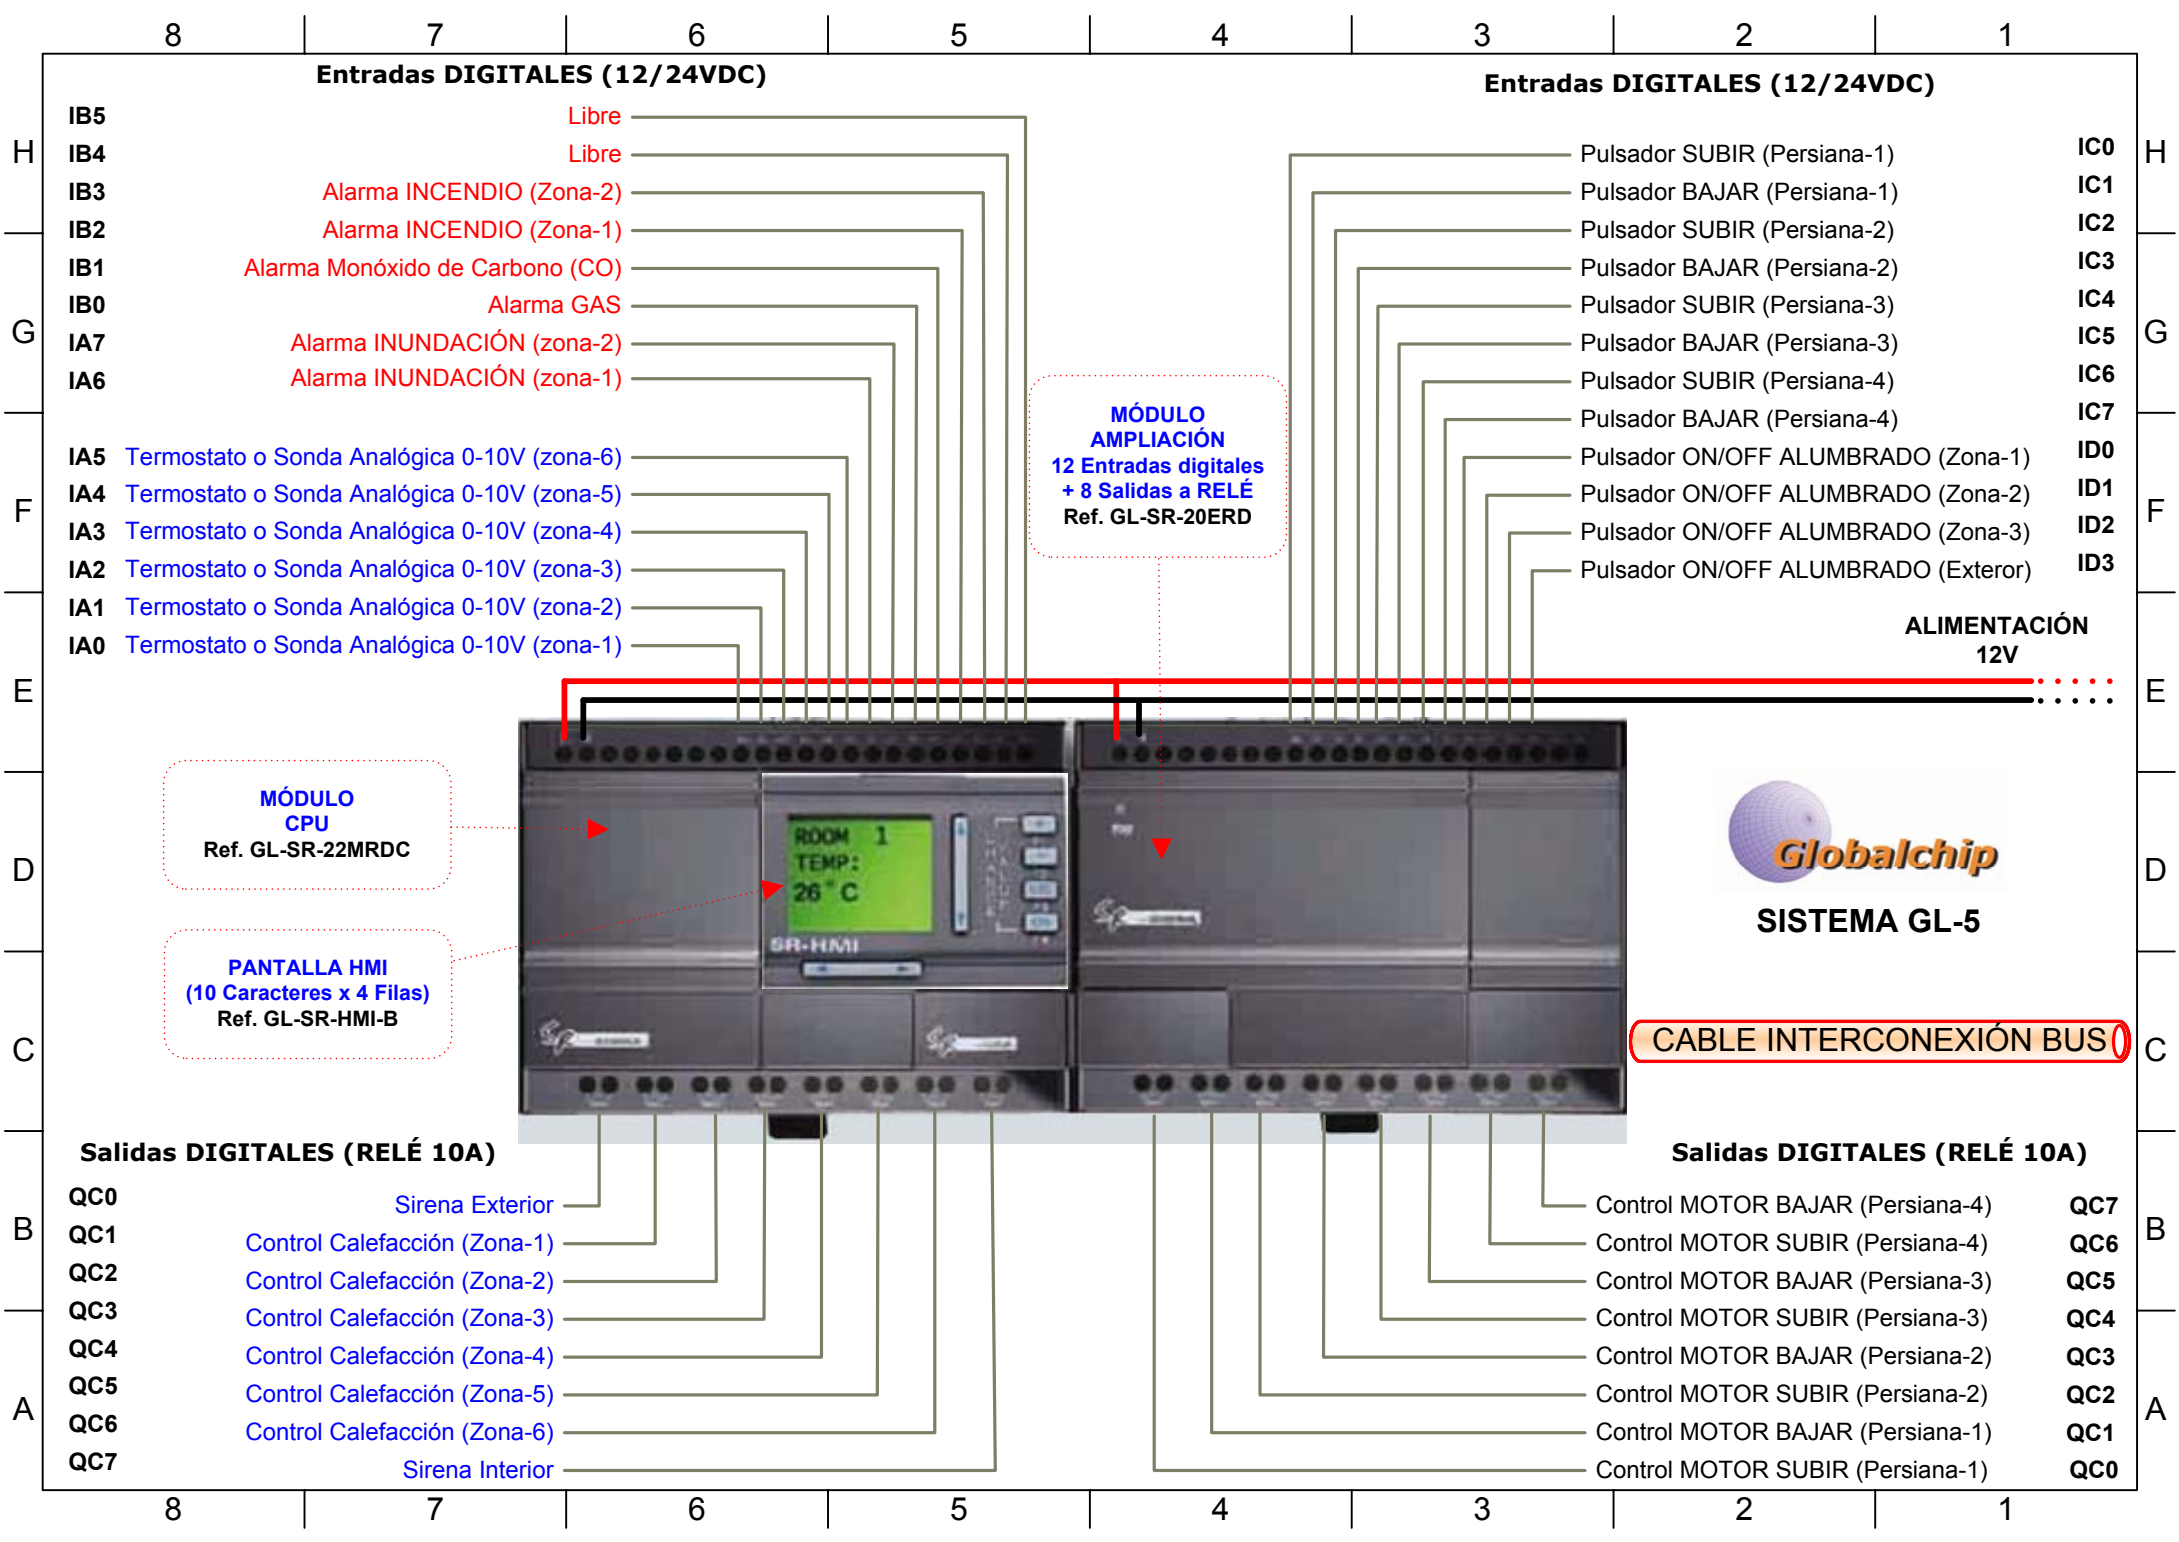 8 7 6 5 4 3 2 1
Entradas DIGITALES (12/24VDC)
IB5 Libre
IB4 Libre
IB3 Alarma INCENDIO (Zona-2)
IB2 Alarma INCENDIO (Zona-1)
IB1 Alarma Monóxido de Carbono (CO)
IB0 Alarma GAS
IA7 Alarma INUNDACIÓN (zona-2)
IA6 Alarma INUNDACIÓN (zona-1)
IA5 Termostato o Sonda Analógica 0-10V (zona-6)
IA4 Termostato o Sonda Analógica 0-10V (zona-5)
IA3 Termostato o Sonda Analógica 0-10V (zona-4)
IA2 Termostato o Sonda Analógica 0-10V (zona-3)
IA1 Termostato o Sonda Analógica 0-10V (zona-2)
IA0 Termostato o Sonda Analógica 0-10V (zona-1)
Entradas DIGITALES (12/24VDC)
Pulsador SUBIR (Persiana-1) IC0
Pulsador BAJAR (Persiana-1) IC1
Pulsador SUBIR (Persiana-2) IC2
Pulsador BAJAR (Persiana-2) IC3
Pulsador SUBIR (Persiana-3) IC4
Pulsador BAJAR (Persiana-3) IC5
Pulsador SUBIR (Persiana-4) IC6
Pulsador BAJAR (Persiana-4) IC7
Pulsador ON/OFF ALUMBRADO (Zona-1) ID0
Pulsador ON/OFF ALUMBRADO (Zona-2) ID1
Pulsador ON/OFF ALUMBRADO (Zona-3) ID2
Pulsador ON/OFF ALUMBRADO (Exteror) ID3
MÓDULO
AMPLIACIÓN
12 Entradas digitales
+ 8 Salidas a RELÉ
Ref. GL-SR-20ERD
ALIMENTACIÓN
12V
MÓDULO
CPU
Ref. GL-SR-22MRDC
PANTALLA HMI
(10 Caracteres x 4 Filas)
Ref. GL-SR-HMI-B
ROOM 1
TEMP:
26°C
SR-HMI
Globalchip
SISTEMA GL-5
CABLE INTERCONEXIÓN BUS
Salidas DIGITALES (RELÉ 10A)
QC0 Sirena Exterior
QC1 Control Calefacción (Zona-1)
QC2 Control Calefacción (Zona-2)
QC3 Control Calefacción (Zona-3)
QC4 Control Calefacción (Zona-4)
QC5 Control Calefacción (Zona-5)
QC6 Control Calefacción (Zona-6)
QC7 Sirena Interior
Salidas DIGITALES (RELÉ 10A)
Control MOTOR BAJAR (Persiana-4) QC7
Control MOTOR SUBIR (Persiana-4) QC6
Control MOTOR BAJAR (Persiana-3) QC5
Control MOTOR SUBIR (Persiana-3) QC4
Control MOTOR BAJAR (Persiana-2) QC3
Control MOTOR SUBIR (Persiana-2) QC2
Control MOTOR BAJAR (Persiana-1) QC1
Control MOTOR SUBIR (Persiana-1) QC0
H H
G G
F F
E E
D D
C C
B B
A A
8 7 6 5 4 3 2 1